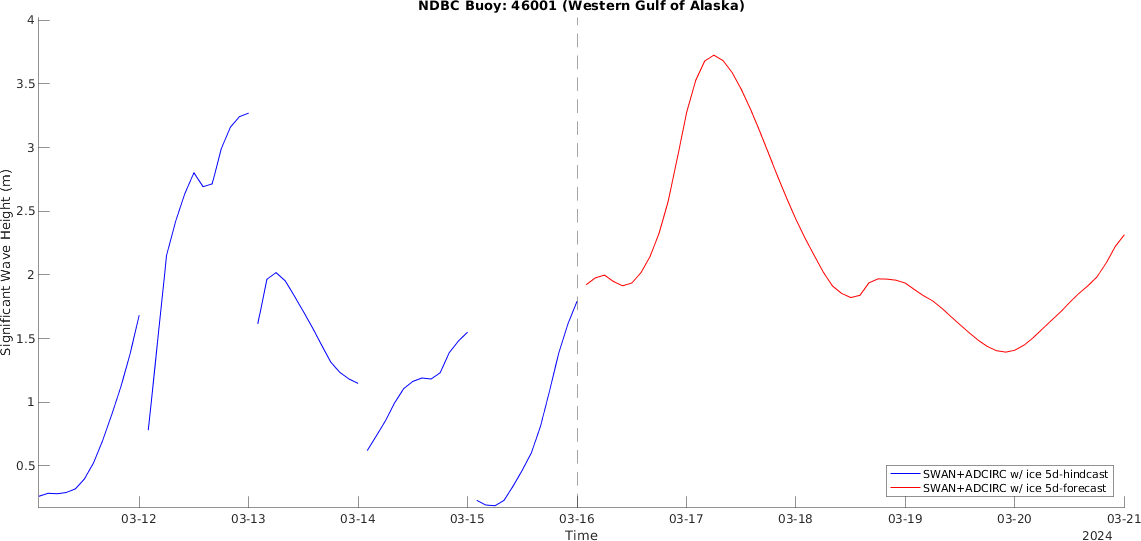 NDBC Buoy: 46001 (Western Gulf of Alaska)
Significant Wave Height (m)
4
3.5
3
2.5
2
1.5
1
0.5
SWAN+ADCIRC w/ ice 5d-hindcast
SWAN+ADCIRC w/ ice 5d-forecast
03-12 03-13 03-14 03-15 03-16 03-17 03-18 03-19 03-20 03-21
Time
2024